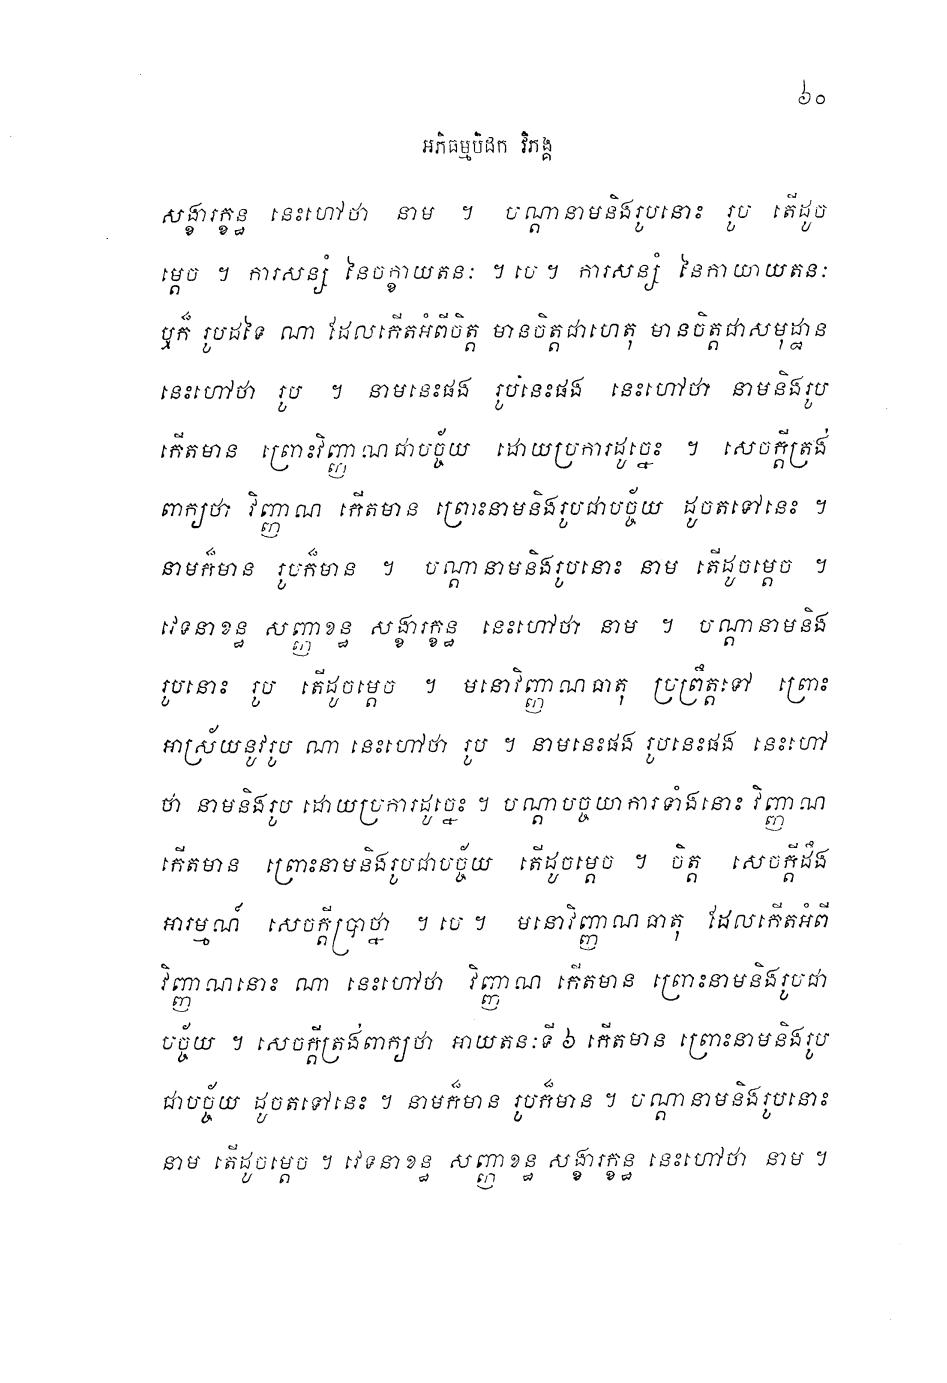 ៦០
អភិធម្មបិដក វិភង្គ
សង្ខារក្ខន្ធ នេះហៅថា នាម ។ បណ្តានាមនិងរូបនោះ រូប តើដូច
ម្តេច ។ ការសន្សំ នៃចក្ខាយតនៈ ។ បេ ។ ការសន្សំ នៃកាយាយតនៈ
ឬក៏ រូបដទៃ ណា ដែលកើតអំពីចិត្ត មានចិត្តជាហេតុ មានចិត្តជាសមុដ្ឋាន
នេះហៅថា រូប ។ នាមនេះផង រូបនេះផង នេះហៅថា នាមនិងរូប
កើតមាន ព្រោះវិញ្ញាណជាបច្ច័យ ដោយប្រការដូច្នេះ ។ សេចក្តីត្រង់
ពាក្យថា វិញ្ញាណ កើតមាន ព្រោះនាមនិងរូបជាបច្ច័យ ដូចតទៅនេះ ។
នាមក៏មាន រូបក៏មាន ។ បណ្តានាមនិងរូបនោះ នាម តើដូចម្តេច ។
វេទនាខន្ធ សញ្ញាខន្ធ សង្ខារក្ខន្ធ នេះហៅថា នាម ។ បណ្តានាមនិង
រូបនោះ រូប តើដូចម្តេច ។ មនោវិញ្ញាណធាតុ ប្រព្រឹត្តទៅ ព្រោះ
អាស្រ័យនូវរូប ណា នេះហៅថា រូប ។ នាមនេះផង រូបនេះផង នេះហៅ
ថា នាមនិងរូប ដោយប្រការដូច្នេះ ។ បណ្តាបច្ចយាការទាំងនោះ វិញ្ញាណ
កើតមាន ព្រោះនាមនិងរូបជាបច្ច័យ តើដូចម្តេច ។ ចិត្ត សេចក្តីដឹង
អារម្មណ៍ សេចក្តីប្រាថ្នា ។ បេ ។ មនោវិញ្ញាណធាតុ ដែលកើតអំពី
វិញ្ញាណនោះ ណា នេះហៅថា វិញ្ញាណ កើតមាន ព្រោះនាមនិងរូបជា
បច្ច័យ ។ សេចក្តីត្រង់ពាក្យថា អាយតនៈទី ៦ កើតមាន ព្រោះនាមនិងរូប
ជាបច្ច័យ ដូចតទៅនេះ ។ នាមក៏មាន រូបក៏មាន ។ បណ្តានាមនិងរូបនោះ
នាម តើដូចម្តេច ។ វេទនាខន្ធ សញ្ញាខន្ធ សង្ខារក្ខន្ធ នេះហៅថា នាម ។